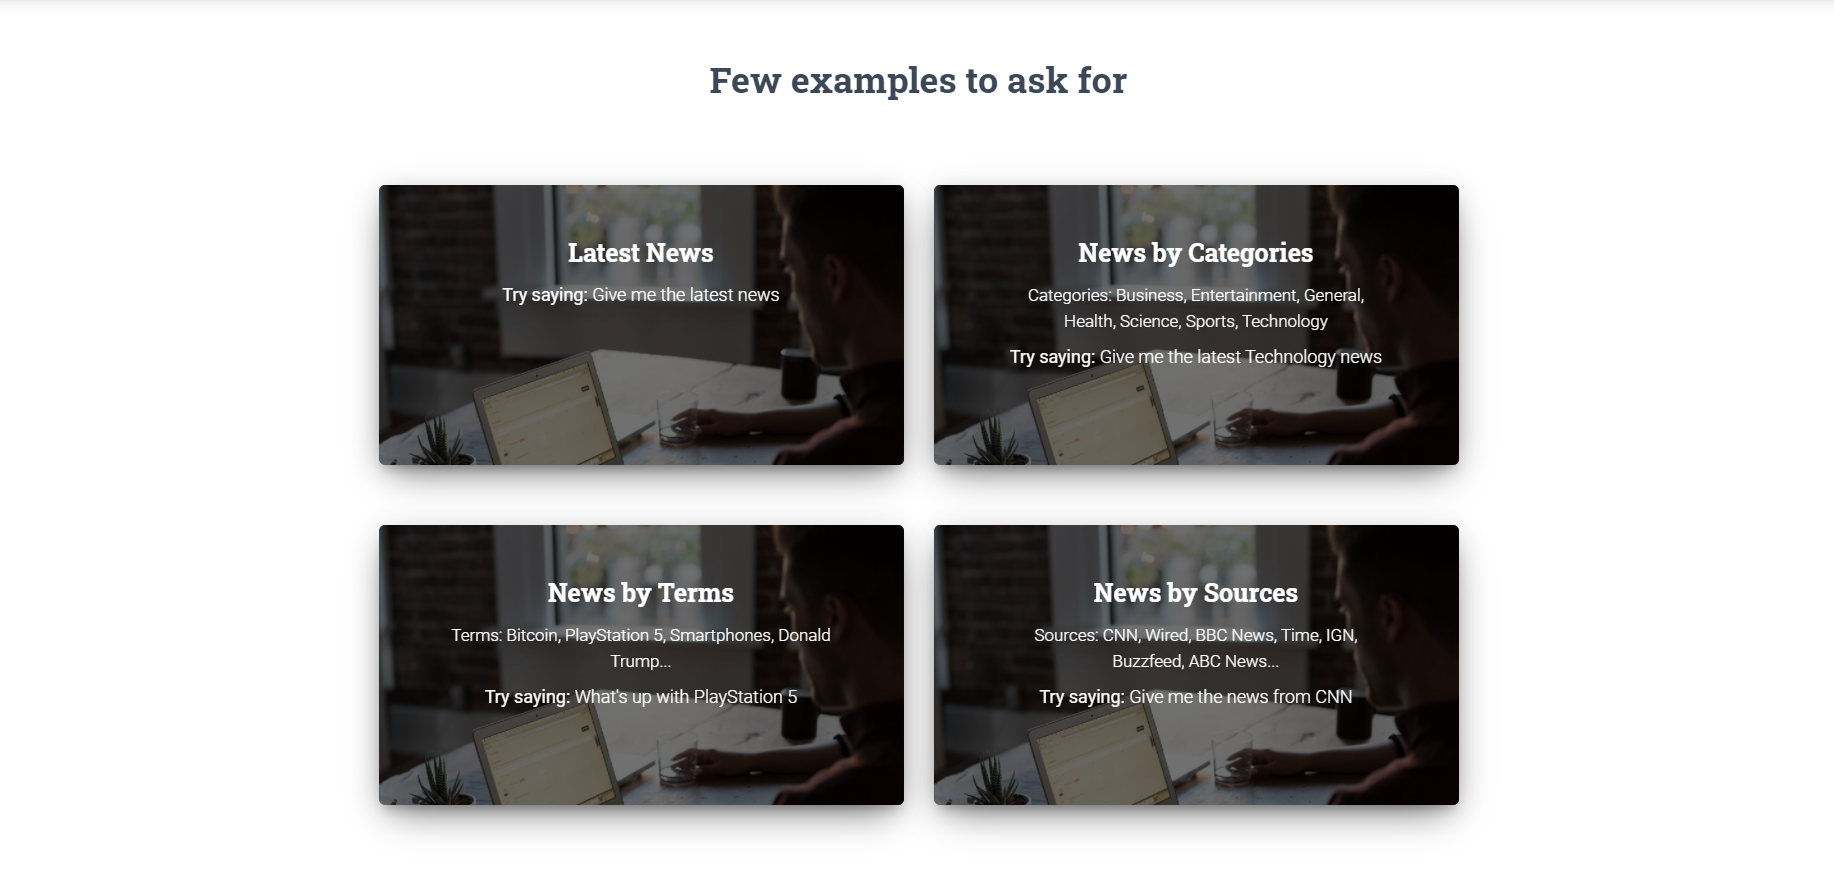 Few examples to ask for
Latest News
Try saying: Give me the latest news
News by Categories
Categories: Business, Entertainment, General,
Health, Science, Sports, Technology
Try saying: Give me the latest Technology news
News by Terms
Terms: Bitcoin, PlayStation 5, Smartphones, Donald
Trump...
Try saying: What's up with PlayStation 5
News by Sources
Sources: CNN, Wired, BBC News, Time, IGN,
Buzzfeed, ABC News...
Try saying: Give me the news from CNN